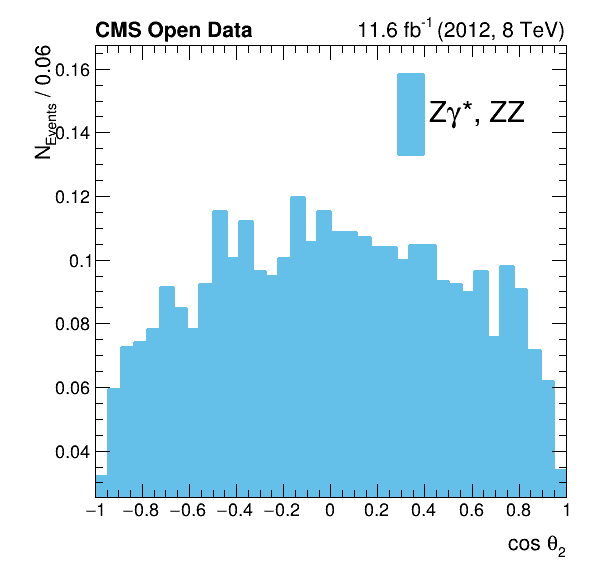 CMS Open Data 11.6 fb-1 (2012, 8 TeV)
NEvents / 0.06
Zγ*, ZZ
0.16
0.14
0.12
0.1
0.08
0.06
0.04
−1 −0.8 −0.6 −0.4 −0.2 0 0.2 0.4 0.6 0.8 1
cos θ2